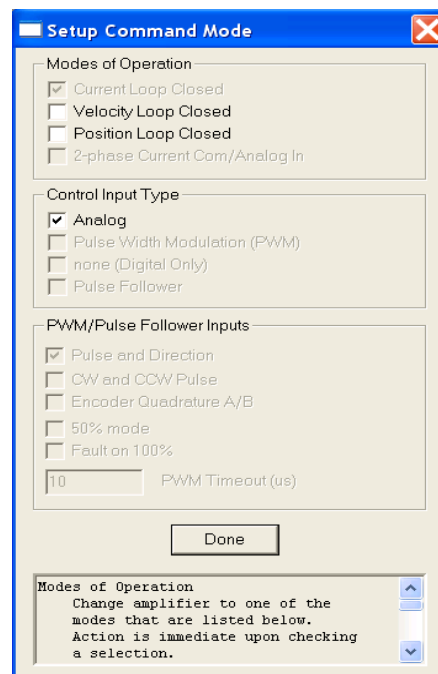 Setup Command Mode
Modes of Operation
Current Loop Closed
Velocity Loop Closed
Position Loop Closed
2-phase Current Com/Analog In
Control Input Type
Analog
Pulse Width Modulation (PWM)
none (Digital Only)
Pulse Follower
PWM/Pulse Follower Inputs
Pulse and Direction
CW and CCW Pulse
Encoder Quadrature A/B
50% mode
Fault on 100%
10 PWM Timeout (us)
Done
Modes of Operation
Change amplifier to one of the
modes that are listed below.
Action is immediate upon checking
a selection.